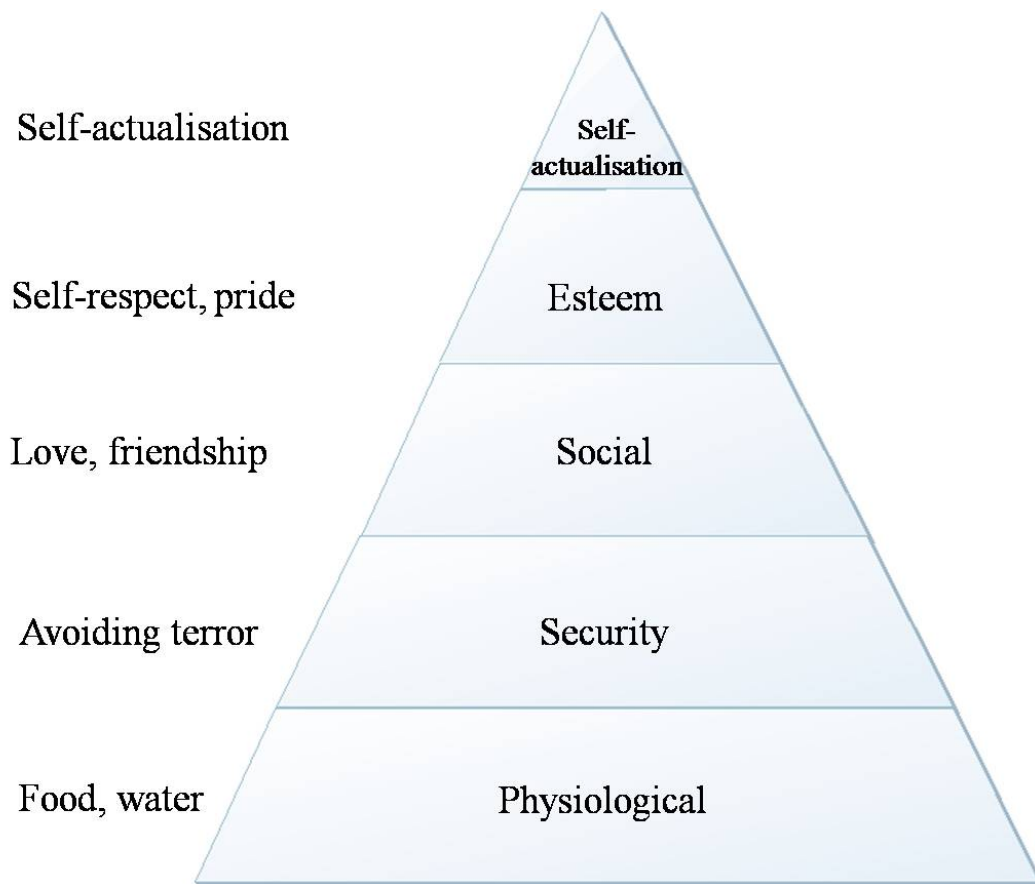 Self-actualisation
Self-
actualisation
Self-respect, pride
Esteem
Love, friendship
Social
Avoiding terror
Security
Food, water
Physiological